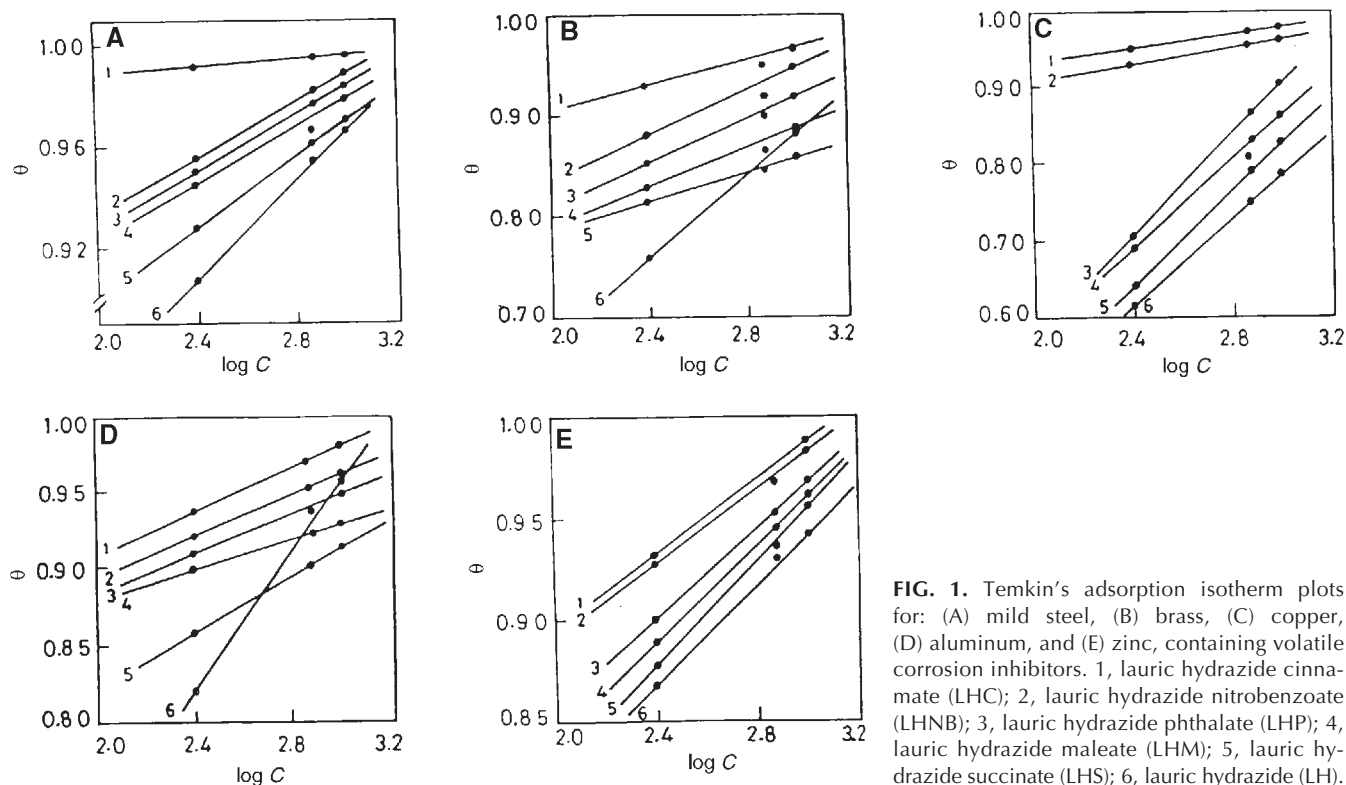 A
1.00
0.96
0.92
θ
1
2
3
4
5
6
2.0 2.4 2.8 3.2
log C
B
1.00
0.90
0.80
0.70
θ
1
2
3
4
5
6
2.0 2.4 2.8 3.2
log C
C
1.00
0.90
0.80
0.70
0.60
θ
1
2
3
4
5
6
2.0 2.4 2.8 3.2
log C
D
1.00
0.95
0.90
0.85
0.80
θ
1
2
3
4
5
6
2.0 2.4 2.8 3.2
log C
E
1.00
0.95
0.90
0.85
θ
1
2
3
4
5
6
2.0 2.4 2.8 3.2
log C
FIG. 1. Temkin's adsorption isotherm plots
for: (A) mild steel, (B) brass, (C) copper,
(D) aluminum, and (E) zinc, containing volatile
corrosion inhibitors. 1, lauric hydrazide cinna-
mate (LHC); 2, lauric hydrazide nitrobenzoate
(LHNB); 3, lauric hydrazide phthalate (LHP); 4,
lauric hydrazide maleate (LHM); 5, lauric hy-
drazide succinate (LHS); 6, lauric hydrazide (LH).